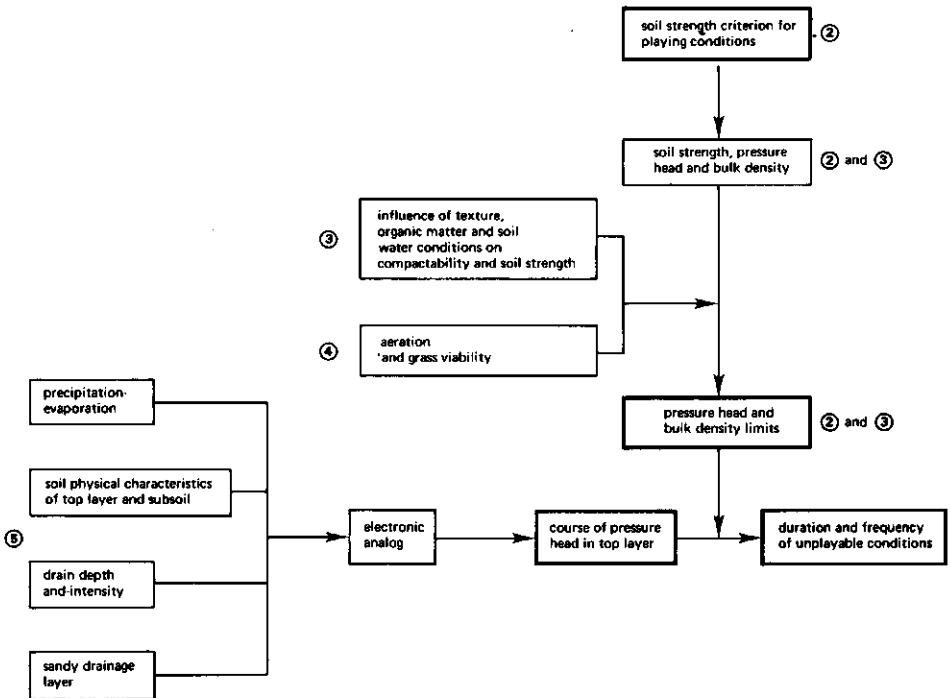 soil strength criterion for
playing conditions
②
soil strength, pressure
head and bulk density
② and ③
③
influence of texture,
organic matter and soil
water conditions on
compactability and soil strength
④
aeration
and grass viability
precipitation-
evaporation
pressure head and
bulk density limits
② and ③
soil physical characteristics
of top layer and subsoil
⑤
electronic
analog
course of pressure
head in top layer
duration and frequency
of unplayable conditions
drain depth
and-intensity
sandy drainage
layer